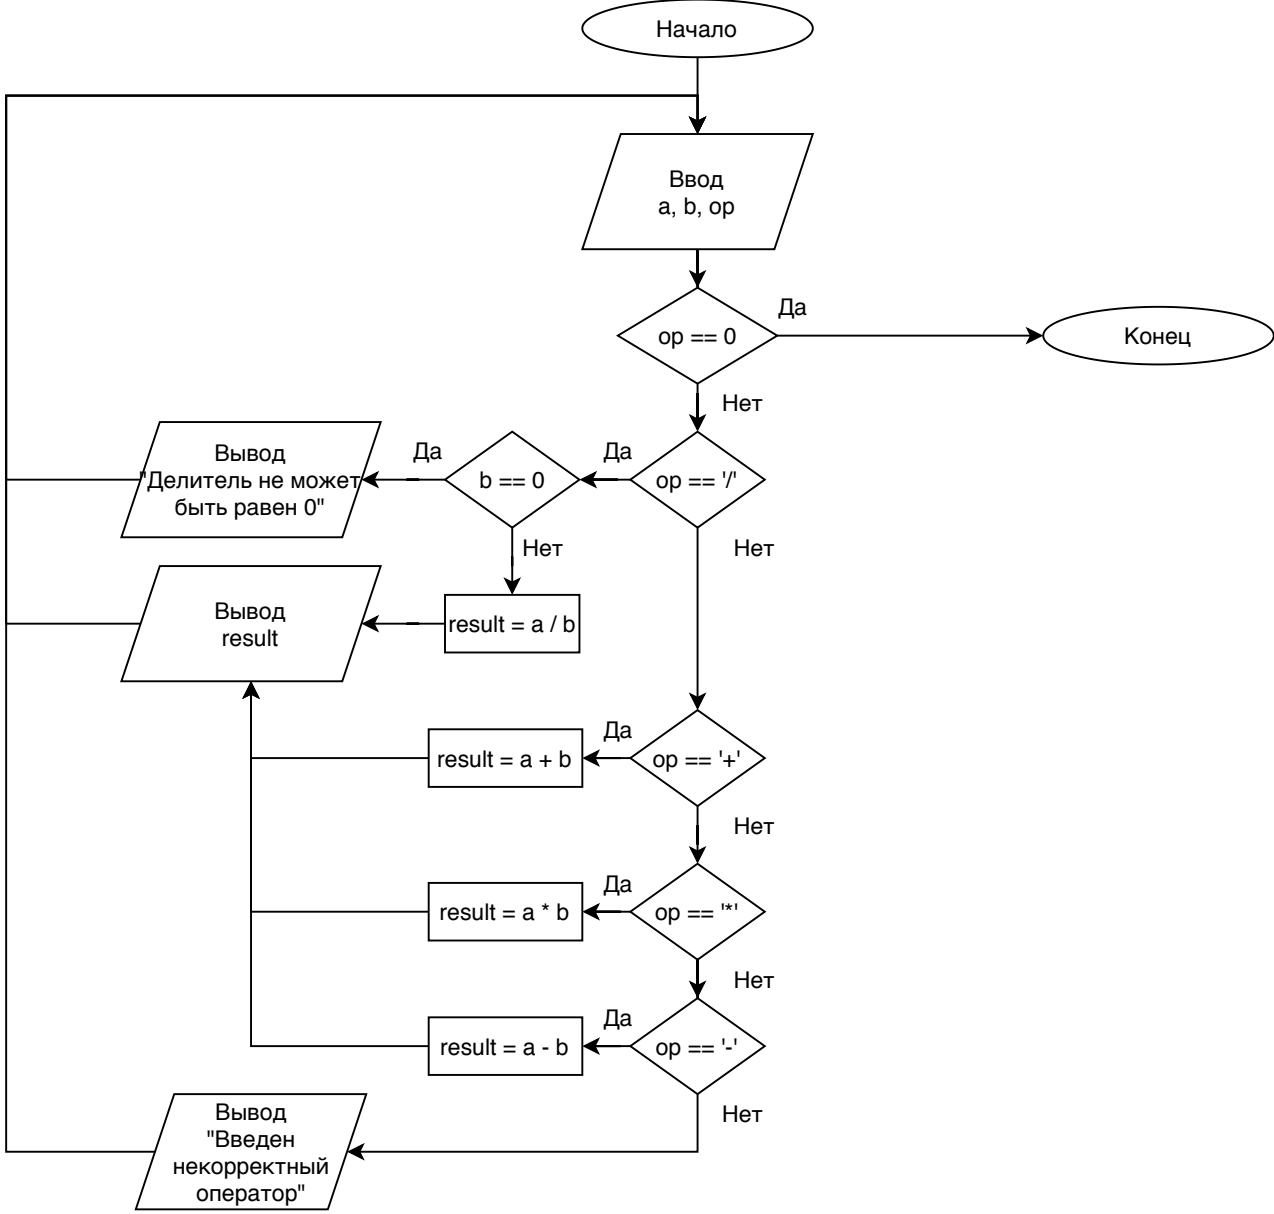 Начало
Ввод
a, b, op
op == 0
Да
Конец
Нет
Вывод
"Делитель не может
быть равен 0"
Да
b == 0
Да
op == '/'
Нет
Нет
Вывод
result
result = a / b
result = a + b
Да
op == '+'
Нет
result = a * b
Да
op == '*'
Нет
result = a - b
Да
op == '-'
Нет
Вывод
"Введен
некорректный
оператор"